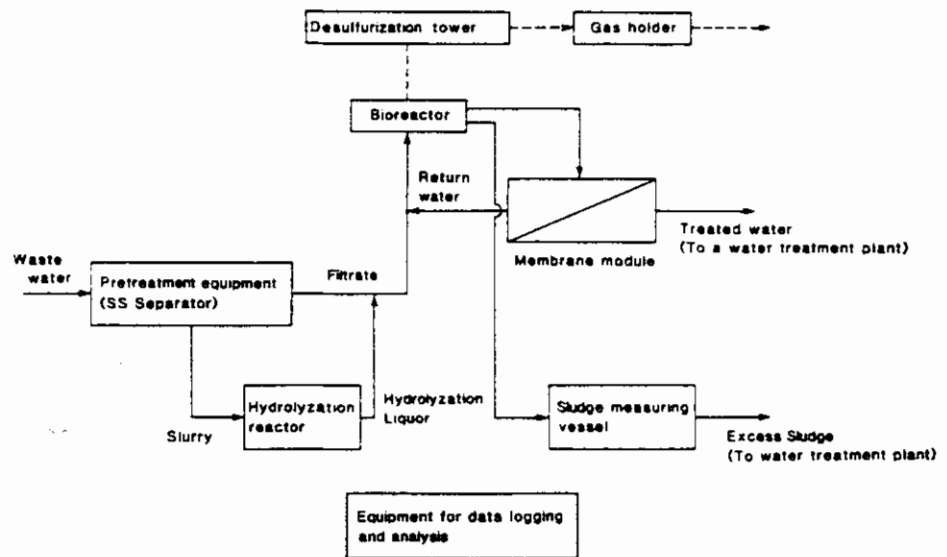 Desulfurization tower
Gas holder
Bioreactor
Return
water
Treated water
(To a water treatment plant)
Membrane module
Waste
water
Pretreatment equipment
(SS Separator)
Filtrate
Hydrolyzation
reactor
Hydrolyzation
Liquor
Slurry
Sludge measuring
vessel
Excess Sludge
(To water treatment plant)
Equipment for data logging
and analysis